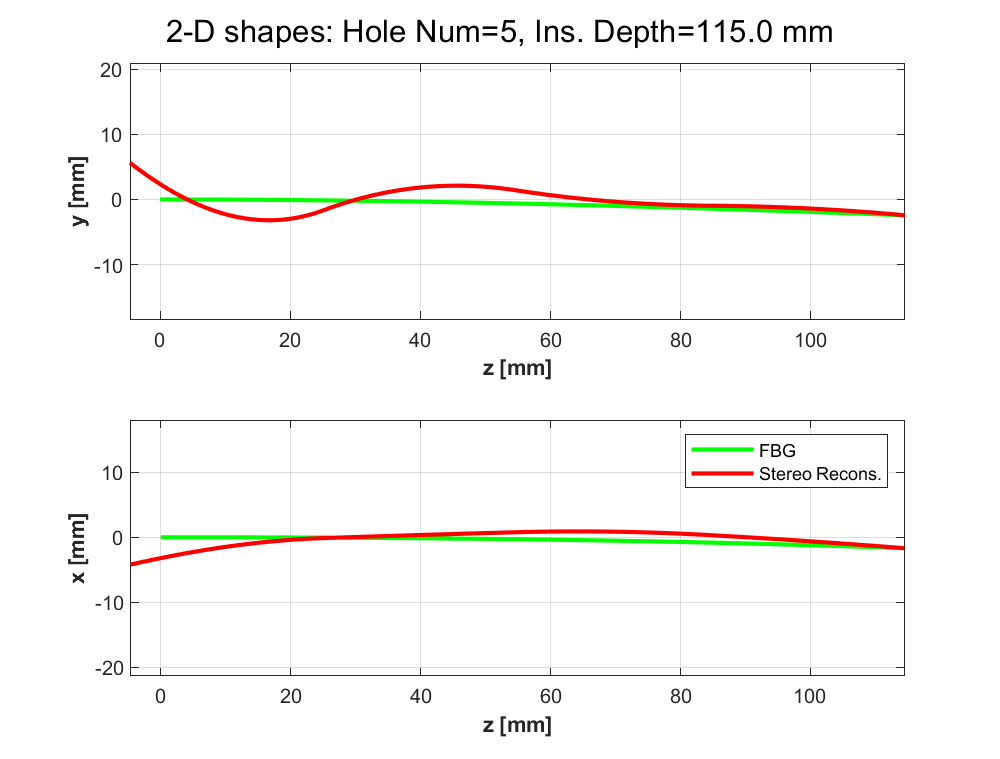 2-D shapes: Hole Num=5, Ins. Depth=115.0 mm
20
10
0
-10
y [mm]
0 20 40 60 80 100
z [mm]
10
0
-10
-20
x [mm]
FBG
Stereo Recons.
0 20 40 60 80 100
z [mm]